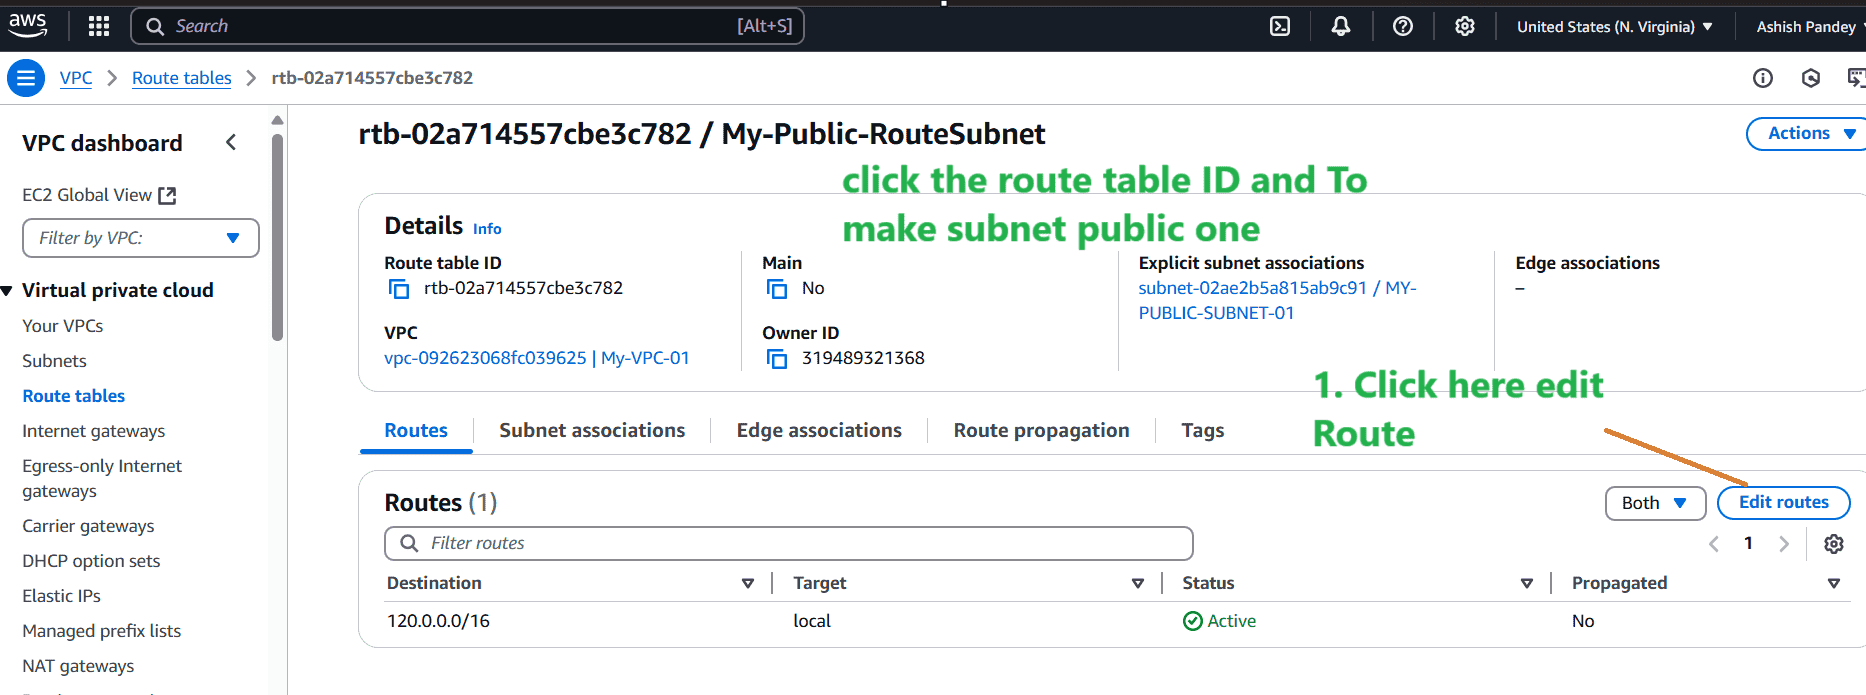 aws
Search [Alt+S]
United States (N. Virginia)
Ashish Pandey
VPC
Route tables
rtb-02a714557cbe3c782
VPC dashboard
EC2 Global View
Filter by VPC:
Virtual private cloud
Your VPCs
Subnets
Route tables
Internet gateways
Egress-only Internet
gateways
Carrier gateways
DHCP option sets
Elastic IPs
Managed prefix lists
NAT gateways
rtb-02a714557cbe3c782 / My-Public-RouteSubnet
Actions
click the route table ID and To
make subnet public one
Details Info
Route table ID
rtb-02a714557cbe3c782
Main
No
Explicit subnet associations
subnet-02ae2b5a815ab9c91 / MY-
PUBLIC-SUBNET-01
Edge associations
–
VPC
vpc-092623068fc039625 | My-VPC-01
Owner ID
319489321368
1. Click here edit
Route
Routes
Subnet associations
Edge associations
Route propagation
Tags
Routes (1)
Both
Edit routes
Filter routes
1
Destination Target Status Propagated
120.0.0.0/16 local Active No